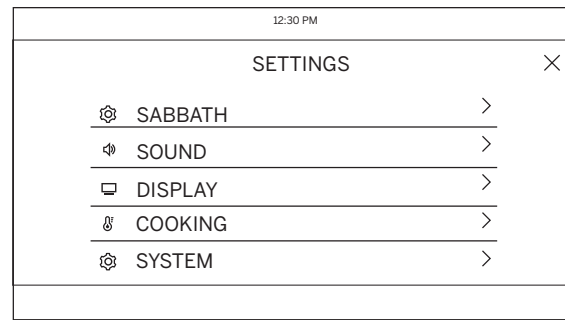 12:30 PM
SETTINGS
SABBATH
SOUND
DISPLAY
COOKING
SYSTEM